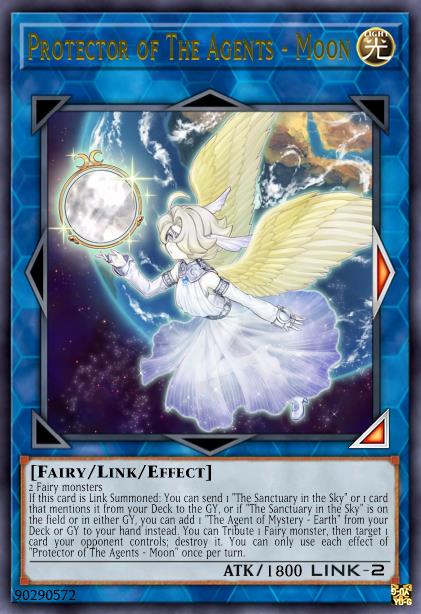 Protector of The Agents - Moon
LIGHT
光
[Fairy/Link/Effect]
2 Fairy monsters
If this card is Link Summoned: You can send 1 "The Sanctuary in the Sky" or 1 card
that mentions it from your Deck to the GY, or if "The Sanctuary in the Sky" is on
the field or in either GY, you can add 1 "The Agent of Mystery - Earth" from your
Deck or GY to your hand instead. You can Tribute 1 Fairy monster, then target 1
card your opponent controls; destroy it. You can only use each effect of
"Protector of The Agents - Moon" once per turn.
ATK/1800 LINK-2
90290572